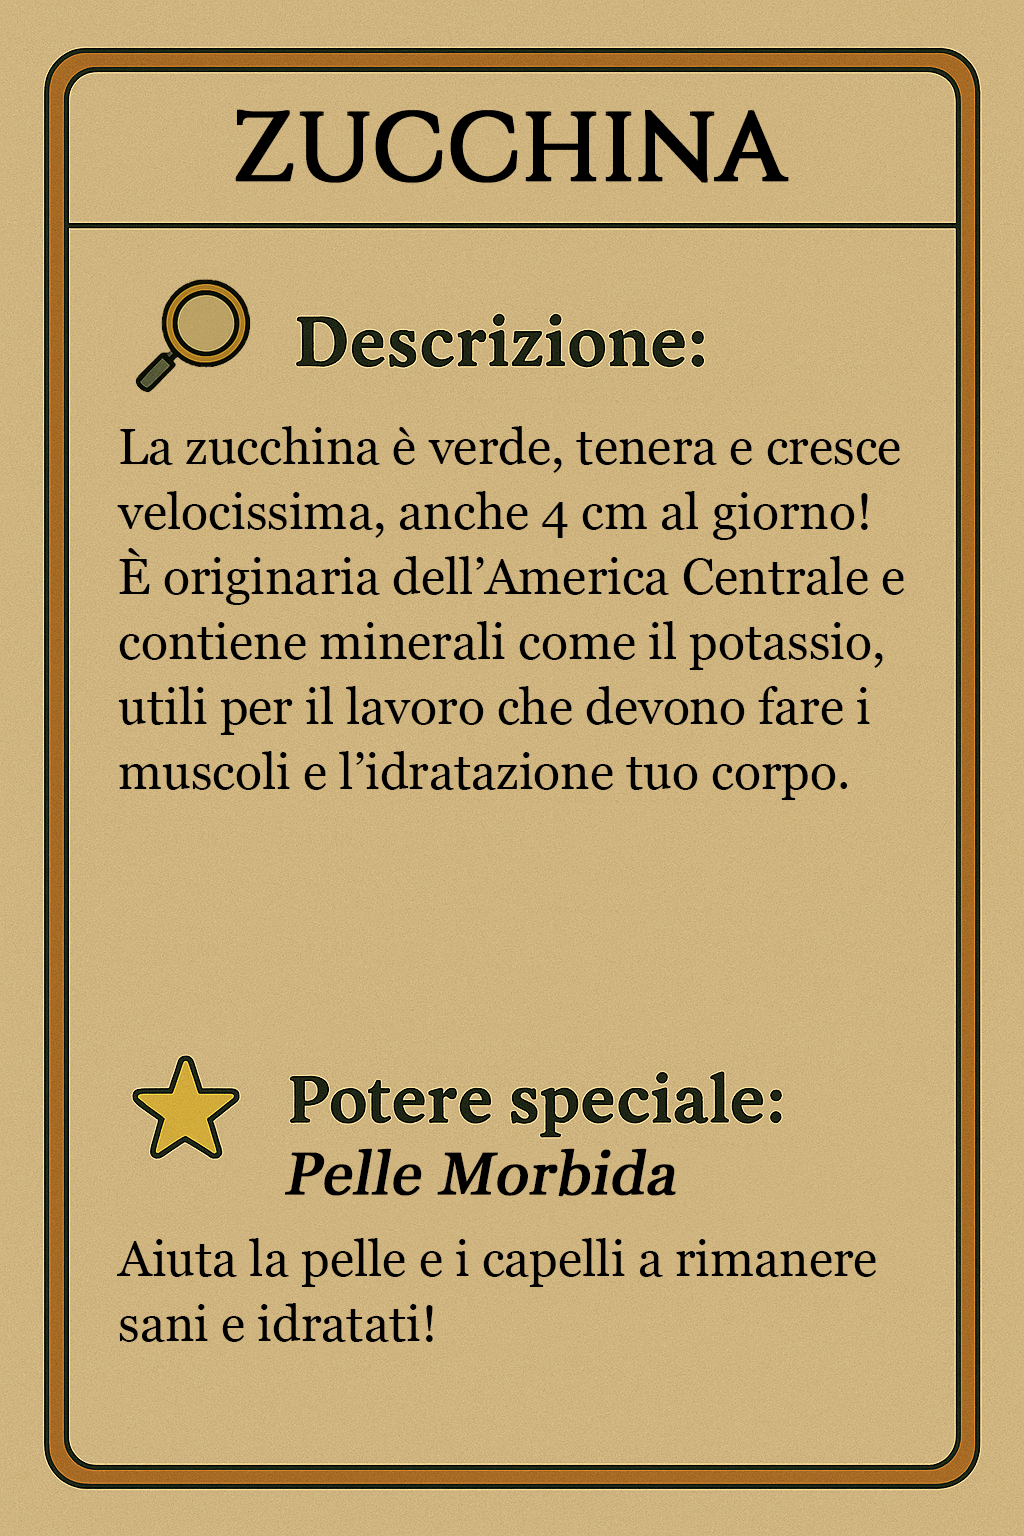 ZUCCHINA
Descrizione:
La zucchina è verde, tenera e cresce
velocissima, anche 4 cm al giorno!
È originaria dell’America Centrale e
contiene minerali come il potassio,
utili per il lavoro che devono fare i
muscoli e l’idratazione tuo corpo.
Potere speciale:
Pelle Morbida
Aiuta la pelle e i capelli a rimanere
sani e idratati!